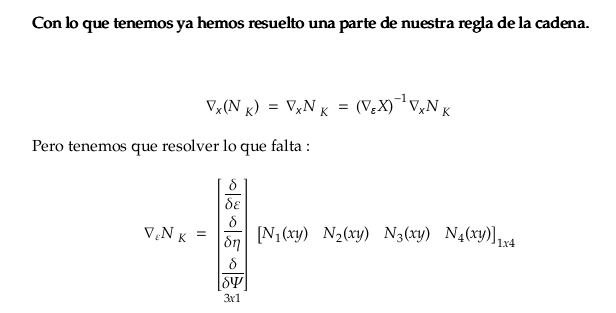 Con lo que tenemos ya hemos resuelto una parte de nuestra regla de la cadena.
∇ₓ(N K) = ∇ₓN K = (∇εX)⁻¹∇ₓN K
Pero tenemos que resolver lo que falta :
∇εN K = [δ/δε δ/δη δ/δΨ]3x1 [N₁(xy) N₂(xy) N₃(xy) N₄(xy)]1x4